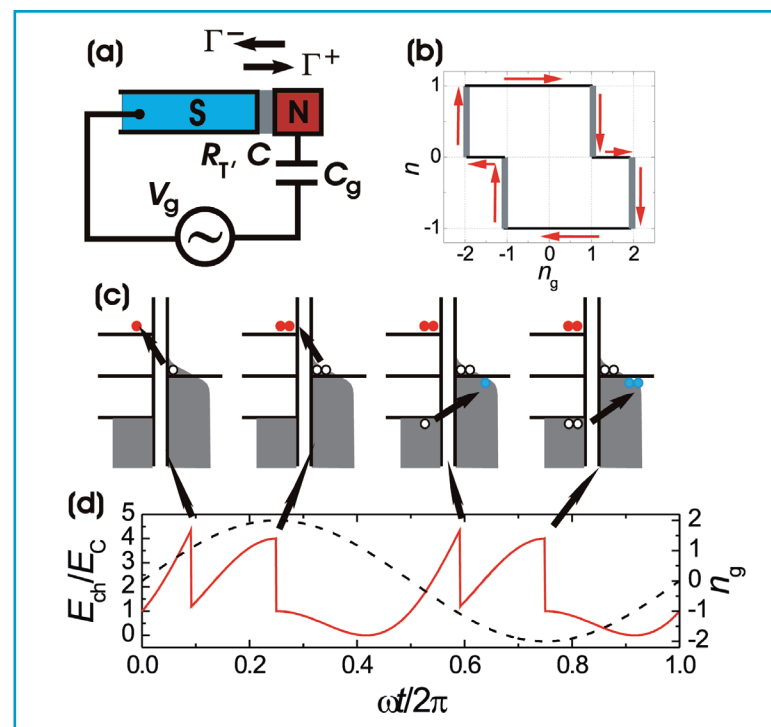 (a)
Γ⁻
Γ⁺
S
N
R_T, C
C_g
V_g
~
(b)
1
0
-1
n
-2
-1
0
1
2
n_g
(c)
(d)
5
4
3
2
1
0
E_ch/E_C
2
1
0
-1
-2
n_g
0.0
0.2
0.4
0.6
0.8
1.0
ωt/2π